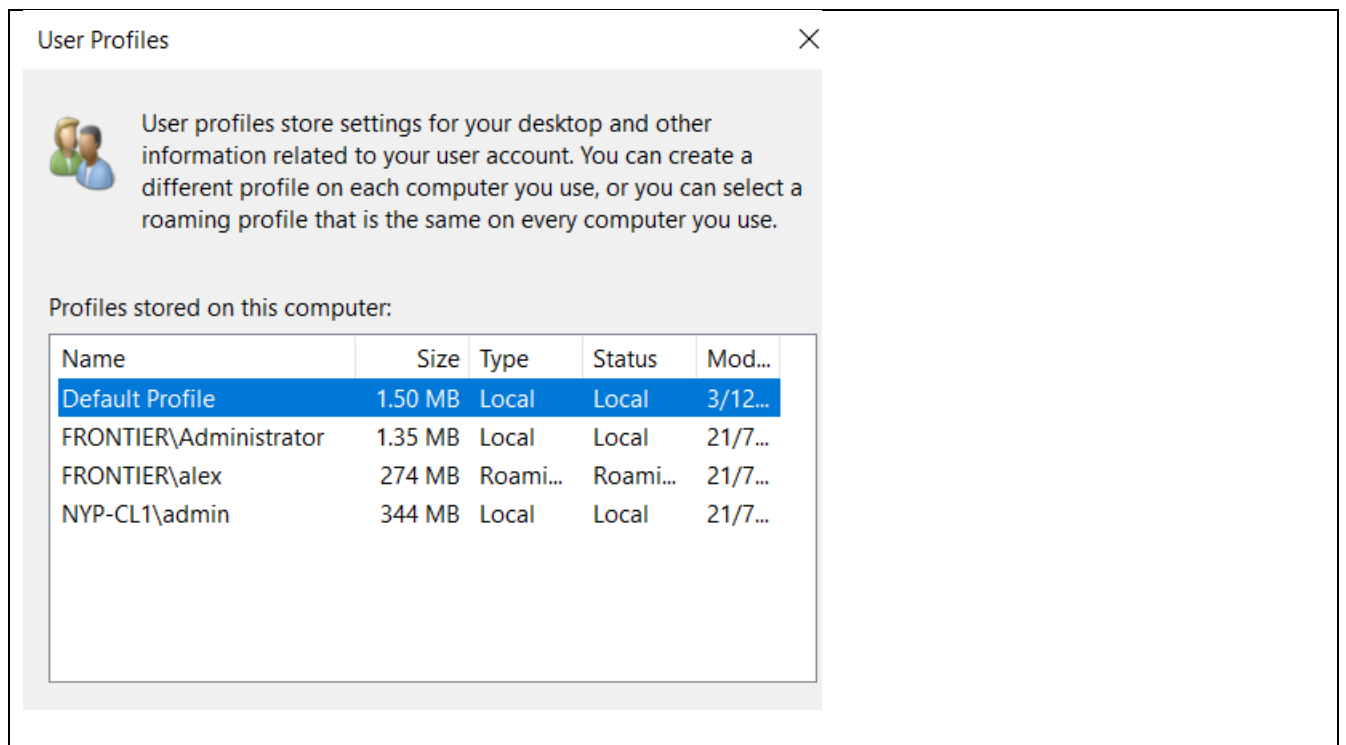 User Profiles
User profiles store settings for your desktop and other
information related to your user account. You can create a
different profile on each computer you use, or you can select a
roaming profile that is the same on every computer you use.
Profiles stored on this computer:
Name Size Type Status Mod...
Default Profile 1.50 MB Local Local 3/12...
FRONTIER\Administrator 1.35 MB Local Local 21/7...
FRONTIER\alex 274 MB Roami... Roami... 21/7...
NYP-CL1\admin 344 MB Local Local 21/7...